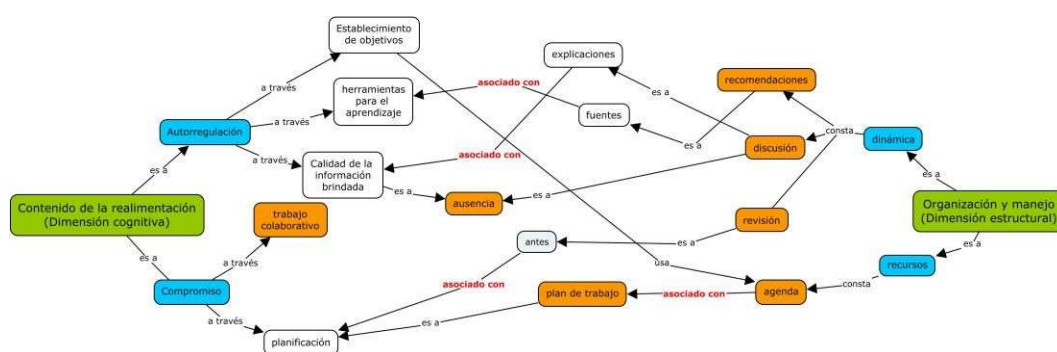 Establecimiento
de objetivos
explicaciones
recomendaciones
a través
asociado con
herramientas
para el
aprendizaje
es a
fuentes
Autorregulación
a través
es a
consta
dinámica
discusión
a través
asociado con
Calidad de la
información
brindada
es a
es a
es a
es a
ausencia
Contenido de la realimentación
(Dimensión cognitiva)
trabajo
colaborativo
revisión
Organización y manejo
(Dimensión estructural)
antes
es a
es a
es a
a través
usa
recursos
Compromiso
asociado con
plan de trabajo
asociado con
agenda
consta
a través
es a
planificación